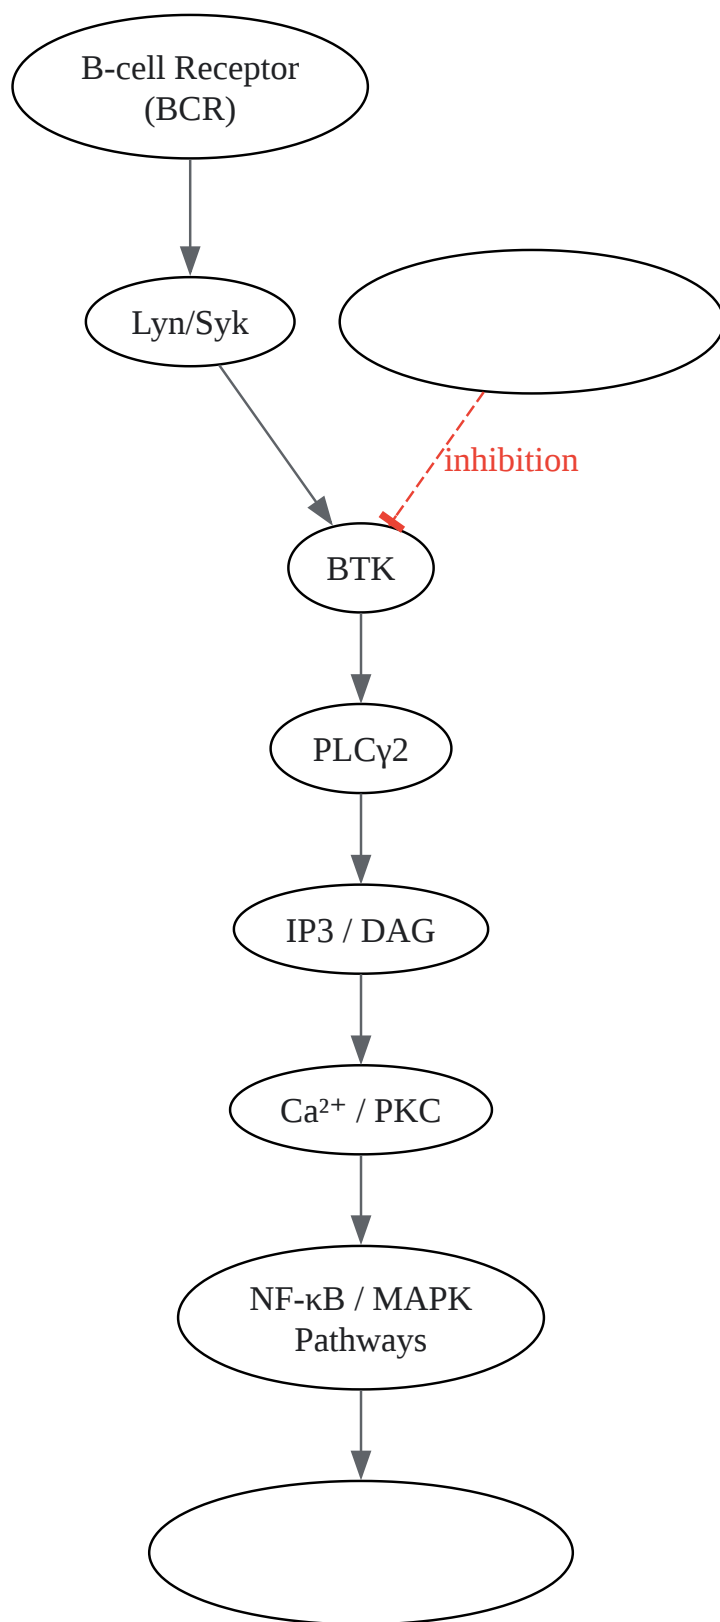 B-cell Receptor
(BCR)
Lyn/Syk
inhibition
BTK
PLCγ2
IP3 / DAG
Ca²⁺ / PKC
NF-κB / MAPK
Pathways